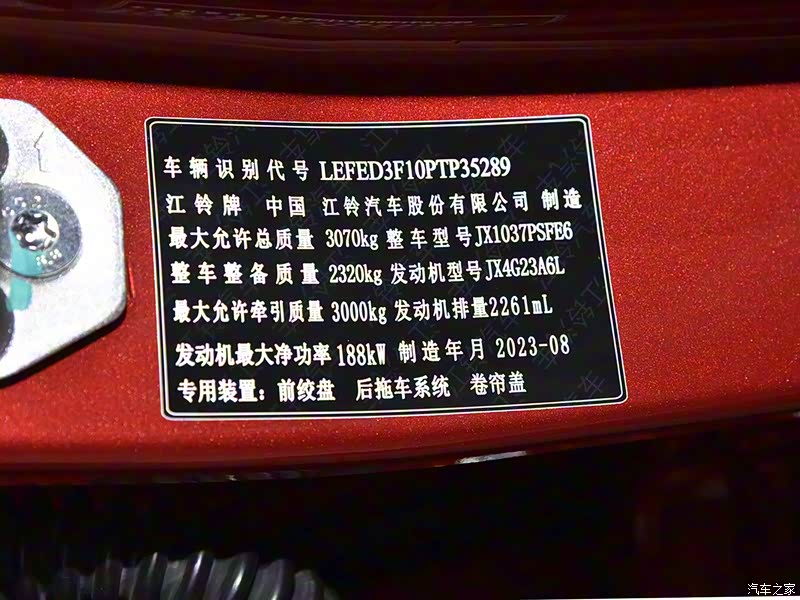 车辆识别代号 LEFED3F10PTP35289
江铃牌 中国 江铃汽车股份有限公司 制造
最大允许总质量 3070kg 整车型号JX1037PSFE6
整车整备质量 2320kg 发动机型号JX4G23A6L
最大允许牵引质量 3000kg 发动机排量2261mL
发动机最大净功率 188kW 制造年月 2023-08
专用装置：前绞盘 后拖车系统 卷帘盖
汽车之家